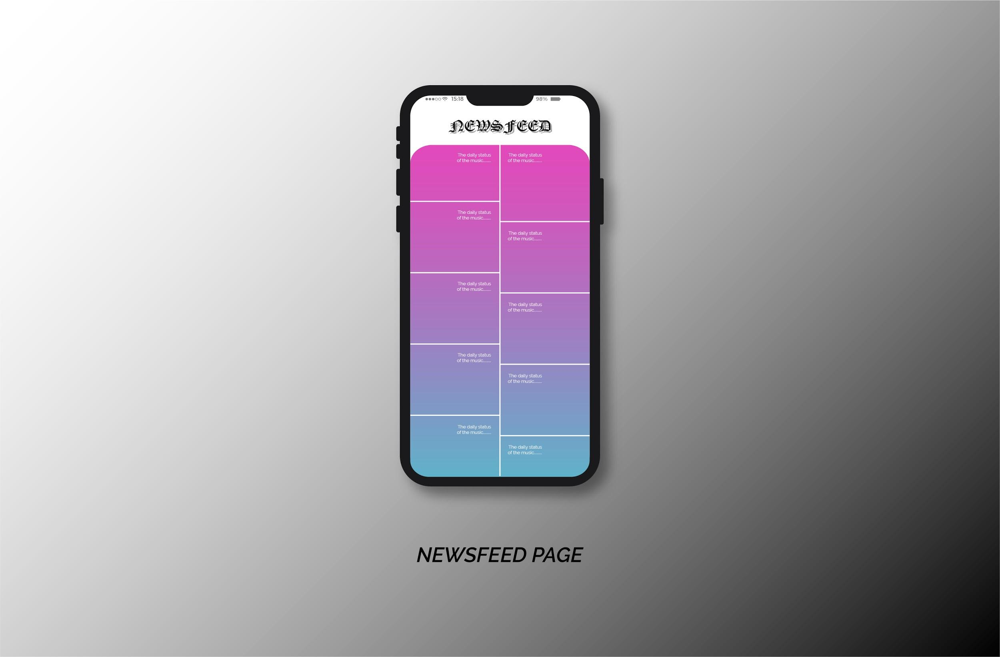 15:18 98%
NEWSFEED
The daily status
of the music.........
The daily status
of the music.........
The daily status
of the music.........
The daily status
of the music.........
The daily status
of the music.........
The daily status
of the music.........
The daily status
of the music.........
The daily status
of the music.........
The daily status
of the music.........
The daily status
of the music.........
NEWSFEED PAGE